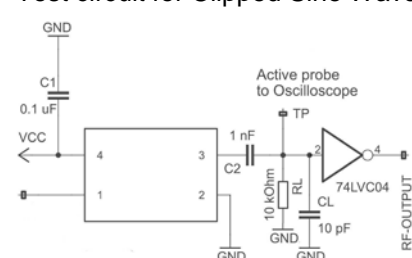 Test circuit for Clipped Sine Wave
GND
C1
0.1 uF
VCC
4
1
3
2
1 nF
C2
GND
Active probe
to Oscilloscope
TP
10 kOhm
RL
GND
CL
10 pF
GND
2
4
74LVC04
RF-OUTPUT